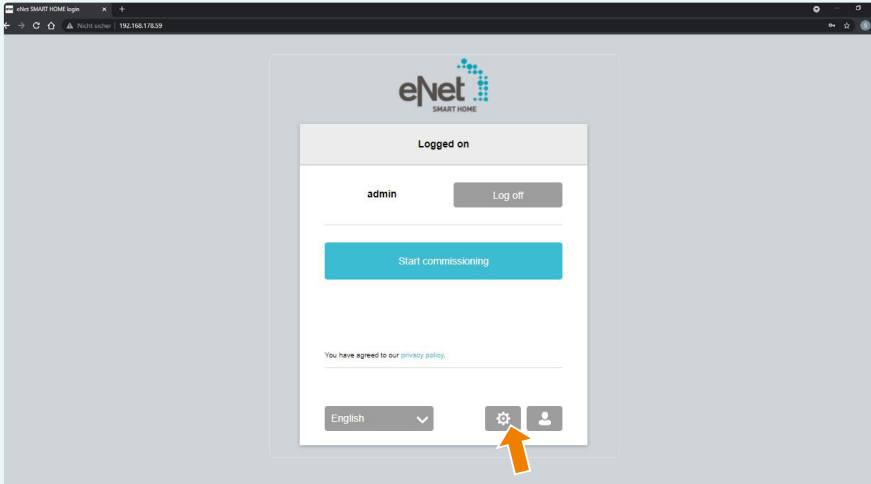 eNet SMART HOME login
Nicht sicher | 192.168.178.59
eNet
SMART HOME
Logged on
admin
Log off
Start commissioning
You have agreed to our privacy policy.
English